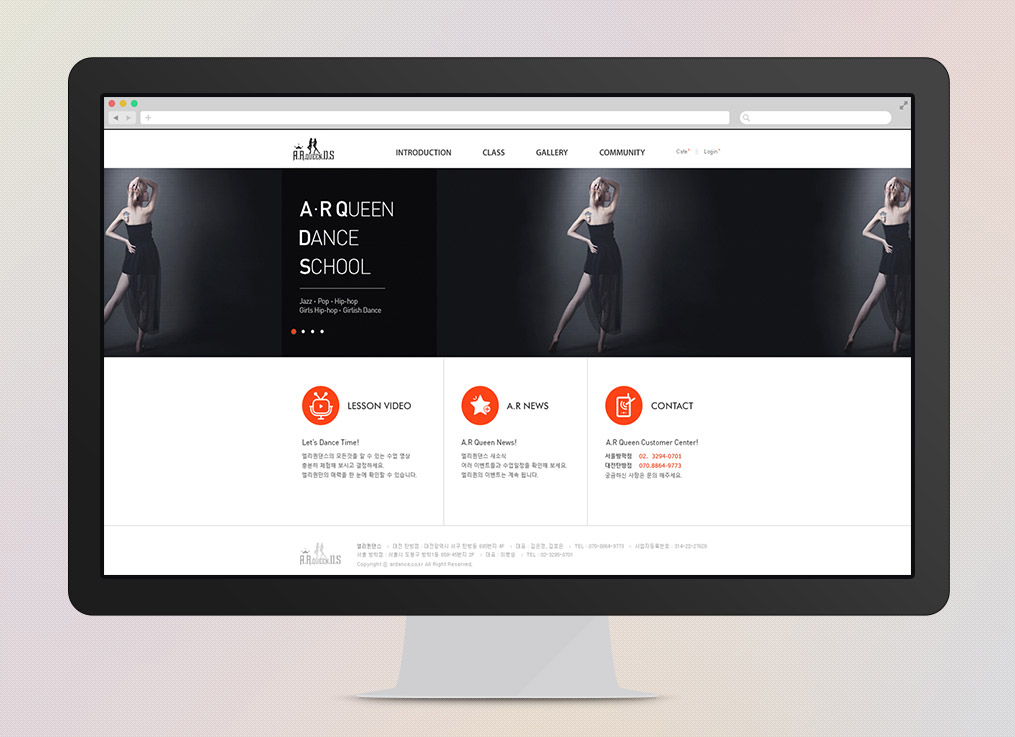 A.R.QUEEN.D.S
INTRODUCTION
CLASS
GALLERY
COMMUNITY
Cafe
Login
A·R QUEEN
DANCE
SCHOOL
Jazz • Pop • Hip-hop
Girls Hip-hop • Girlish Dance
LESSON VIDEO
Let's Dance Time!
엘리퀸댄스의 모든것을 알 수 있는 수업 영상
충분히 체험해 보시고 결정하세요.
엘리퀸만의 매력을 한 눈에 확인할 수 있습니다.
A.R NEWS
A.R Queen News!
엘리퀸댄스 새소식
여러 이벤트들과 수업일정을 확인해 보세요.
엘리퀸의 이벤트는 계속 됩니다.
CONTACT
A.R Queen Customer Center!
서울방학점 02. 3294-0701
대전탄방점 070.8864-9773
궁금하신 사항은 문의 해주세요.
A.R.QUEEN.D.S
엘리퀸댄스 대전 탄방점 : 대전광역시 서구 탄방동 4F 대표 : TEL : 070-8864-9773 사업자등록번호 : 314-22-27628
서울 방학점 : 서울시 도봉구 방학1동 2F 대표 : TEL : 02-3295-0701
Copyright ⓒ ardance.co.kr All Right Reserved.